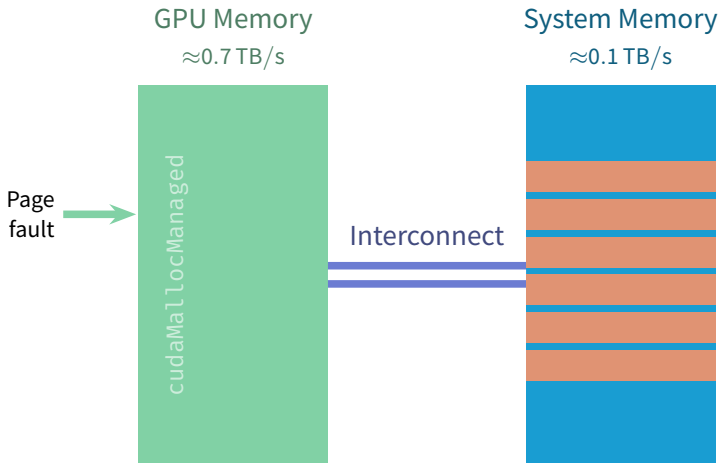 GPU Memory
≈0.7 TB/s
System Memory
≈0.1 TB/s
cudaMallocManaged
Page
fault
Interconnect